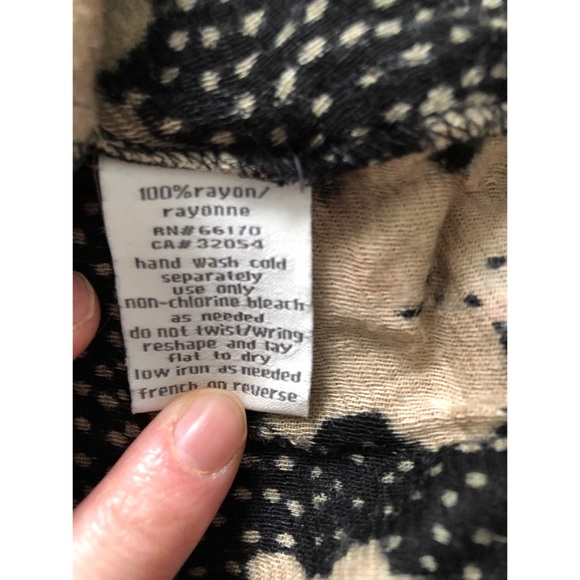 100%rayon/
rayonne
RN# 66170
CA# 32054
hand wash cold
separately
use only
non-chlorine bleach
as needed
do not twist/wring
reshape and lay
flat to dry
low iron as needed
french on reverse